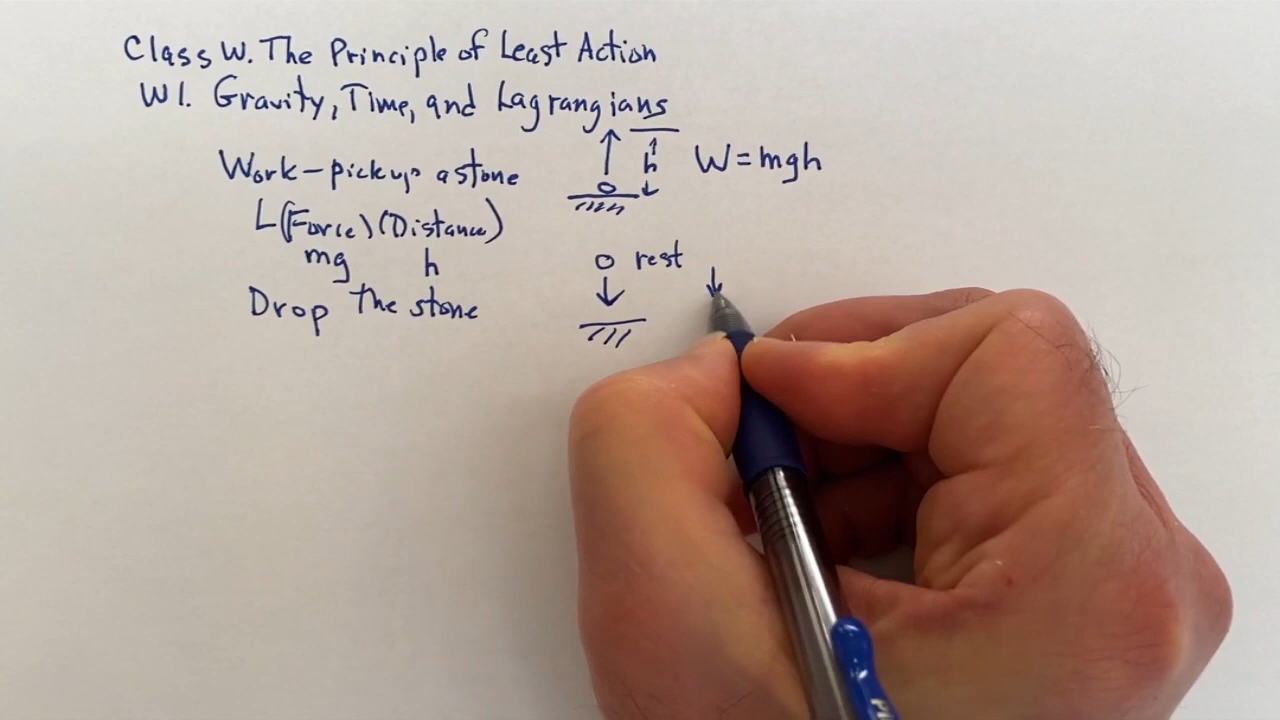 Class W. The Principle of Least Action
W1. Gravity, Time, and Lagrangians
Work-pick up a stone
h
W=mgh
L(Force)(Distance)
mg h
rest
Drop the stone